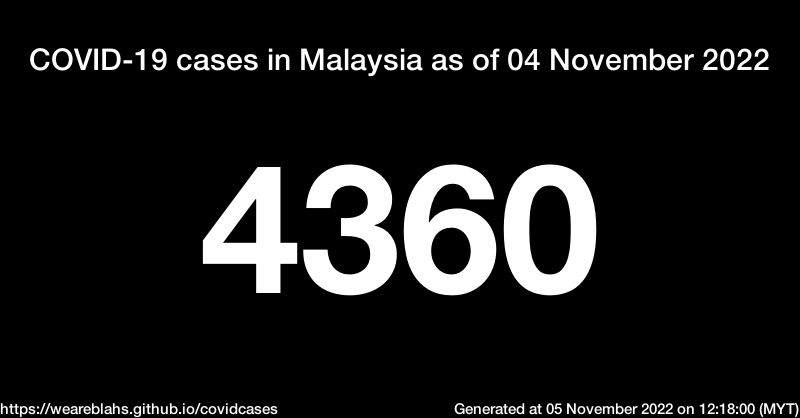 COVID-19 cases in Malaysia as of 04 November 2022
4360
https://weareblahs.github.io/covidcases
Generated at 05 November 2022 on 12:18:00 (MYT)